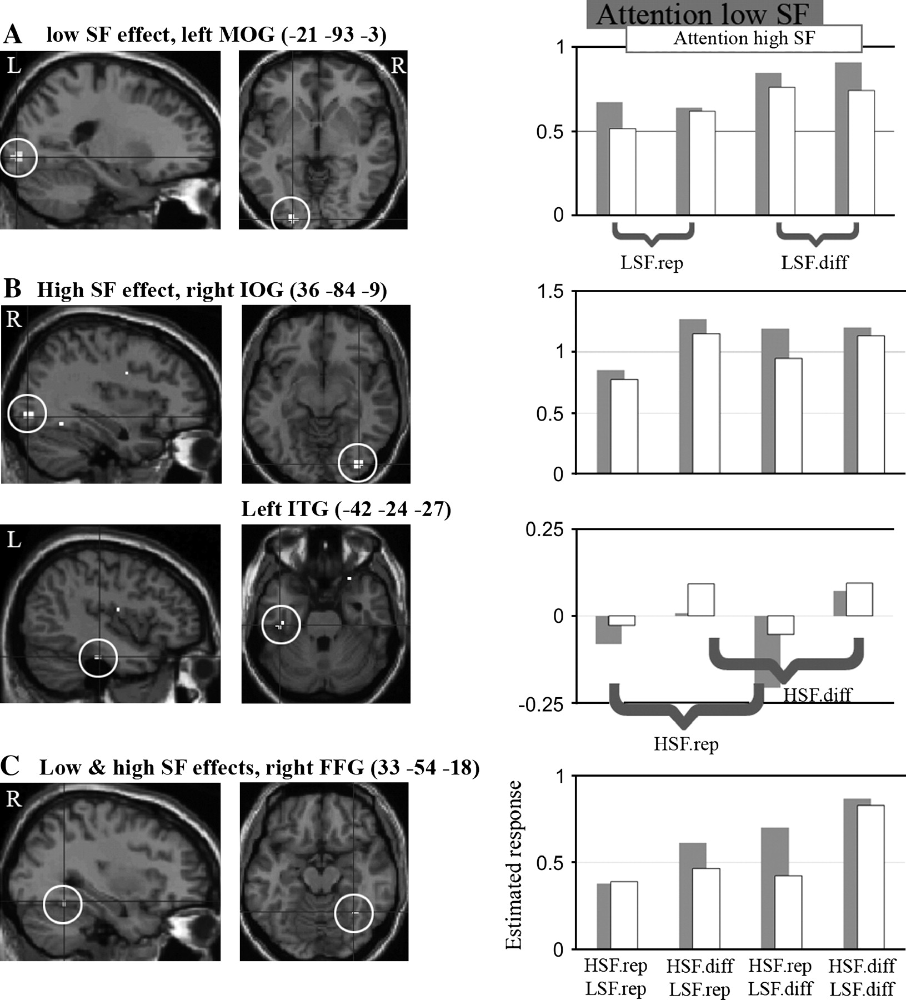 Attention low SF
Attention high SF
A low SF effect, left MOG (-21 -93 -3)
L
R
1
0.5
0
LSF.rep
LSF.diff
B High SF effect, right IOG (36 -84 -9)
R
1.5
1
0.5
0
Left ITG (-42 -24 -27)
L
0.25
0
-0.25
HSF.diff
HSF.rep
C Low & high SF effects, right FFG (33 -54 -18)
R
Estimated response
1
0.5
0
HSF.rep HSF.diff HSF.rep HSF.diff
LSF.rep LSF.rep LSF.diff LSF.diff